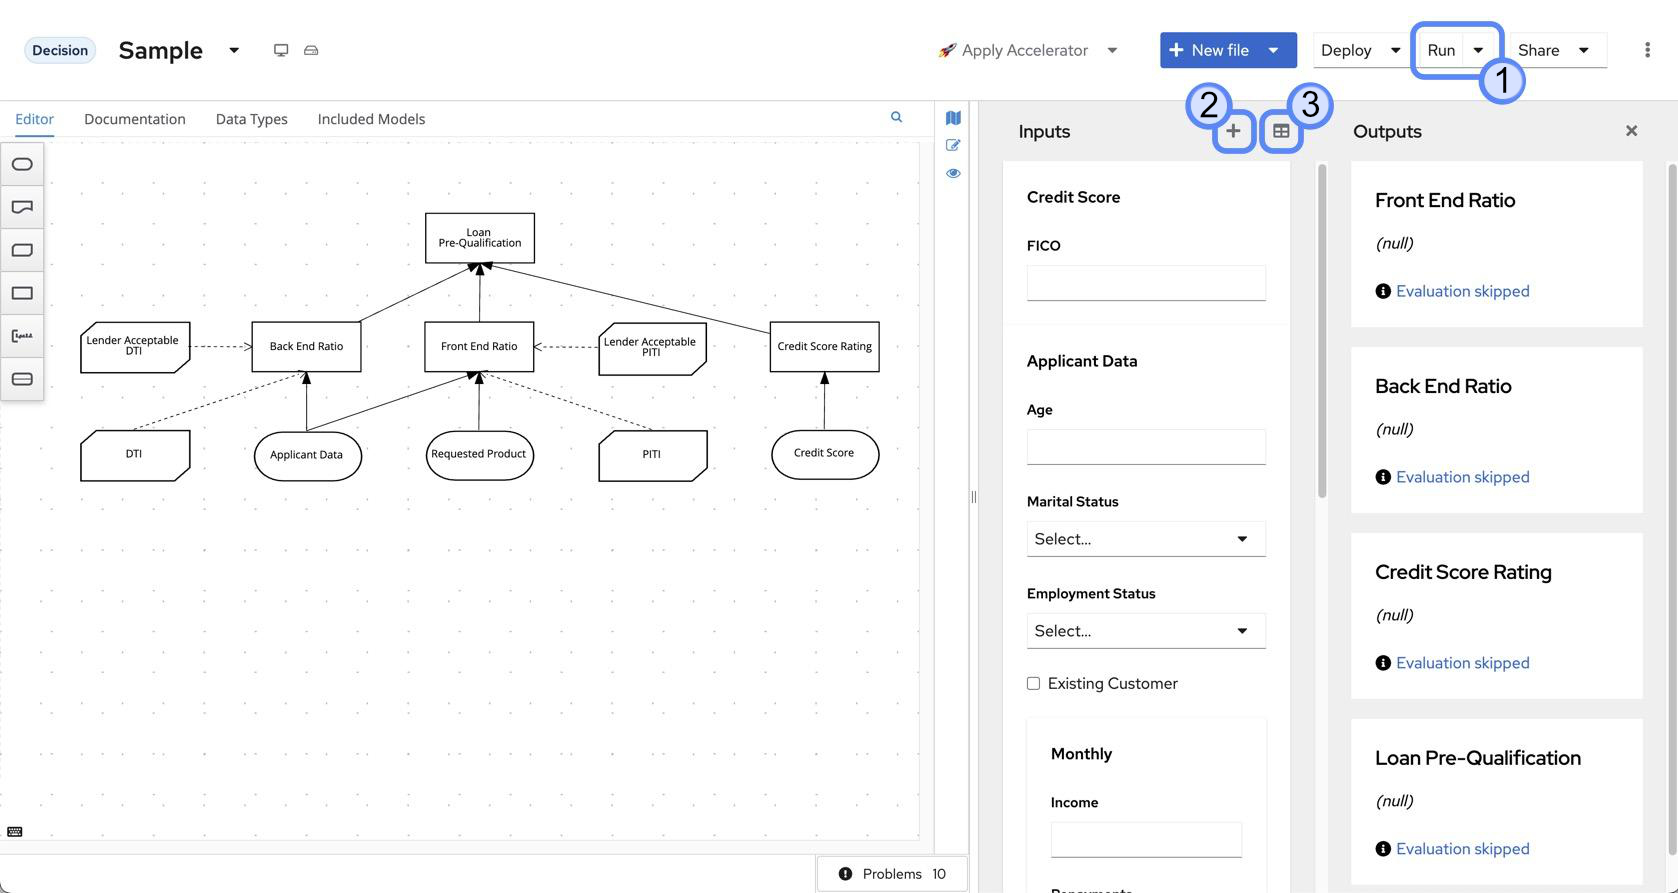 Decision
Sample
Apply Accelerator
New file
Deploy
Run
Share
1
2
3
Editor
Documentation
Data Types
Included Models
Inputs
Outputs
Loan
Pre-Qualification
Lender Acceptable
DTI
Back End Ratio
Front End Ratio
Lender Acceptable
PITI
Credit Score Rating
DTI
Applicant Data
Requested Product
PITI
Credit Score
Credit Score
FICO
Applicant Data
Age
Marital Status
Select...
Employment Status
Select...
Existing Customer
Monthly
Income
Repayments
Front End Ratio
(null)
Evaluation skipped
Back End Ratio
(null)
Evaluation skipped
Credit Score Rating
(null)
Evaluation skipped
Loan Pre-Qualification
(null)
Evaluation skipped
Problems 10